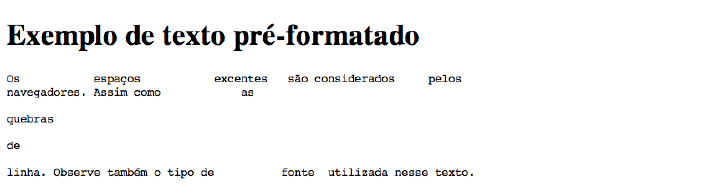 Exemplo de texto pré-formatado
Os           espaços           excentes   são considerados     pelos
navegadores. Assim como            as
quebras
de
linha. Observe também o tipo de          fonte  utilizada nesse texto.